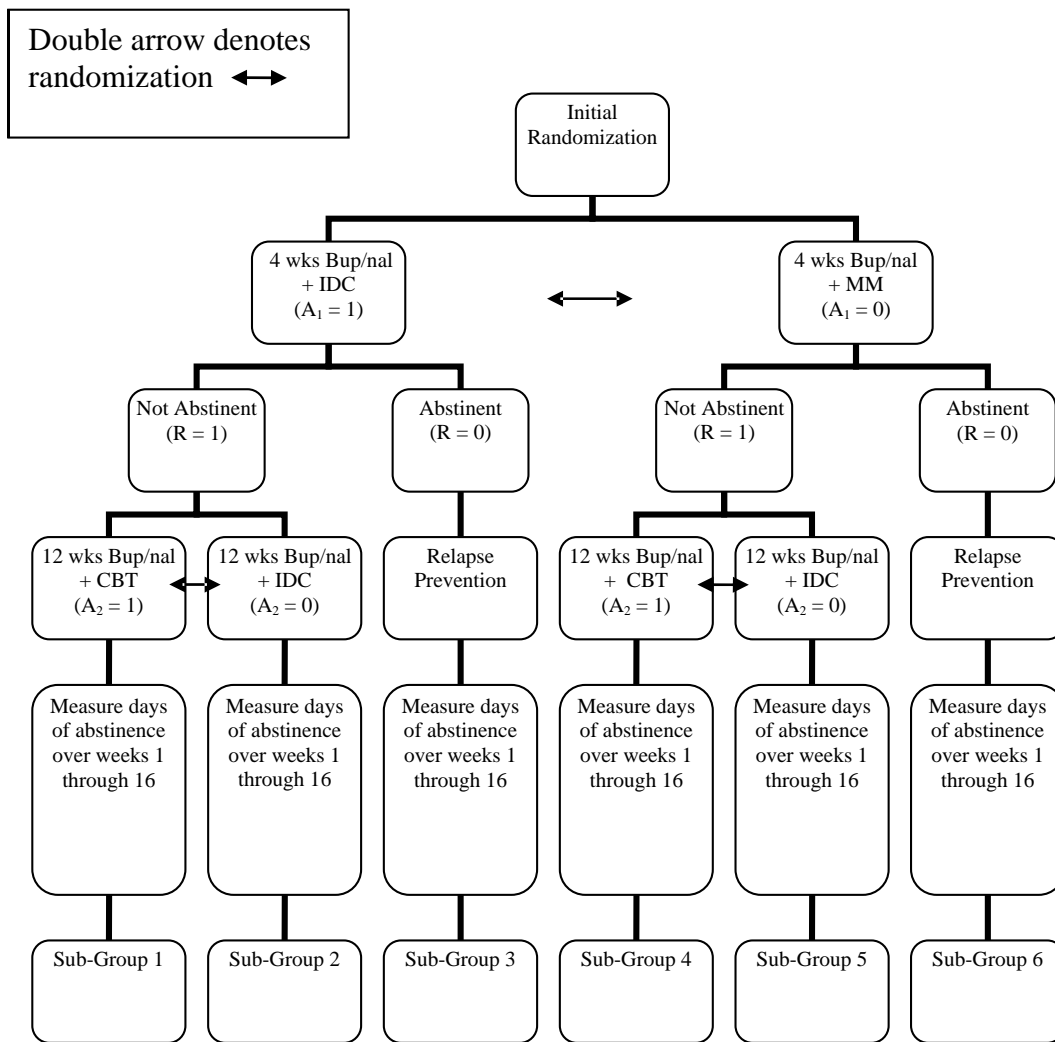 Double arrow denotes
randomization
Initial
Randomization
4 wks Bup/nal
+ IDC
(A₁ = 1)
4 wks Bup/nal
+ MM
(A₁ = 0)
Not Abstinent
(R = 1)
Abstinent
(R = 0)
Not Abstinent
(R = 1)
Abstinent
(R = 0)
12 wks Bup/nal
+ CBT
(A₂ = 1)
12 wks Bup/nal
+ IDC
(A₂ = 0)
Relapse
Prevention
12 wks Bup/nal
+ CBT
(A₂ = 1)
12 wks Bup/nal
+ IDC
(A₂ = 0)
Relapse
Prevention
Measure days
of abstinence
over weeks 1
through 16
Measure days
of abstinence
over weeks 1
through 16
Measure days
of abstinence
over weeks 1
through 16
Measure days
of abstinence
over weeks 1
through 16
Measure days
of abstinence
over weeks 1
through 16
Measure days
of abstinence
over weeks 1
through 16
Sub-Group 1
Sub-Group 2
Sub-Group 3
Sub-Group 4
Sub-Group 5
Sub-Group 6